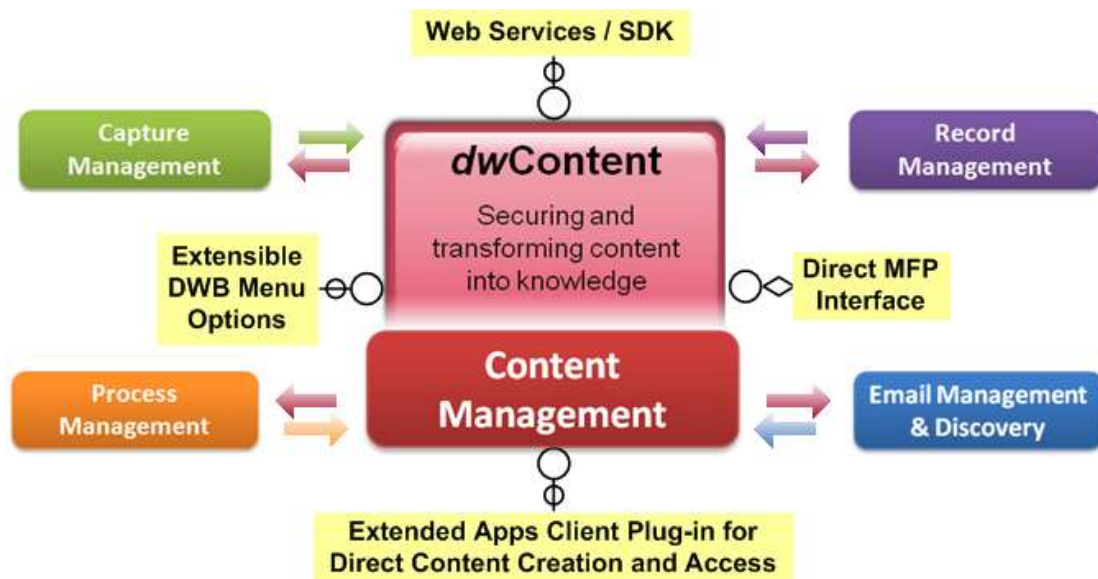 Web Services / SDK
Capture
Management
dwContent
Securing and
transforming content
into knowledge
Record
Management
Extensible
DWB Menu
Options
Direct MFP
Interface
Process
Management
Content
Management
Email Management
& Discovery
Extended Apps Client Plug-in for
Direct Content Creation and Access